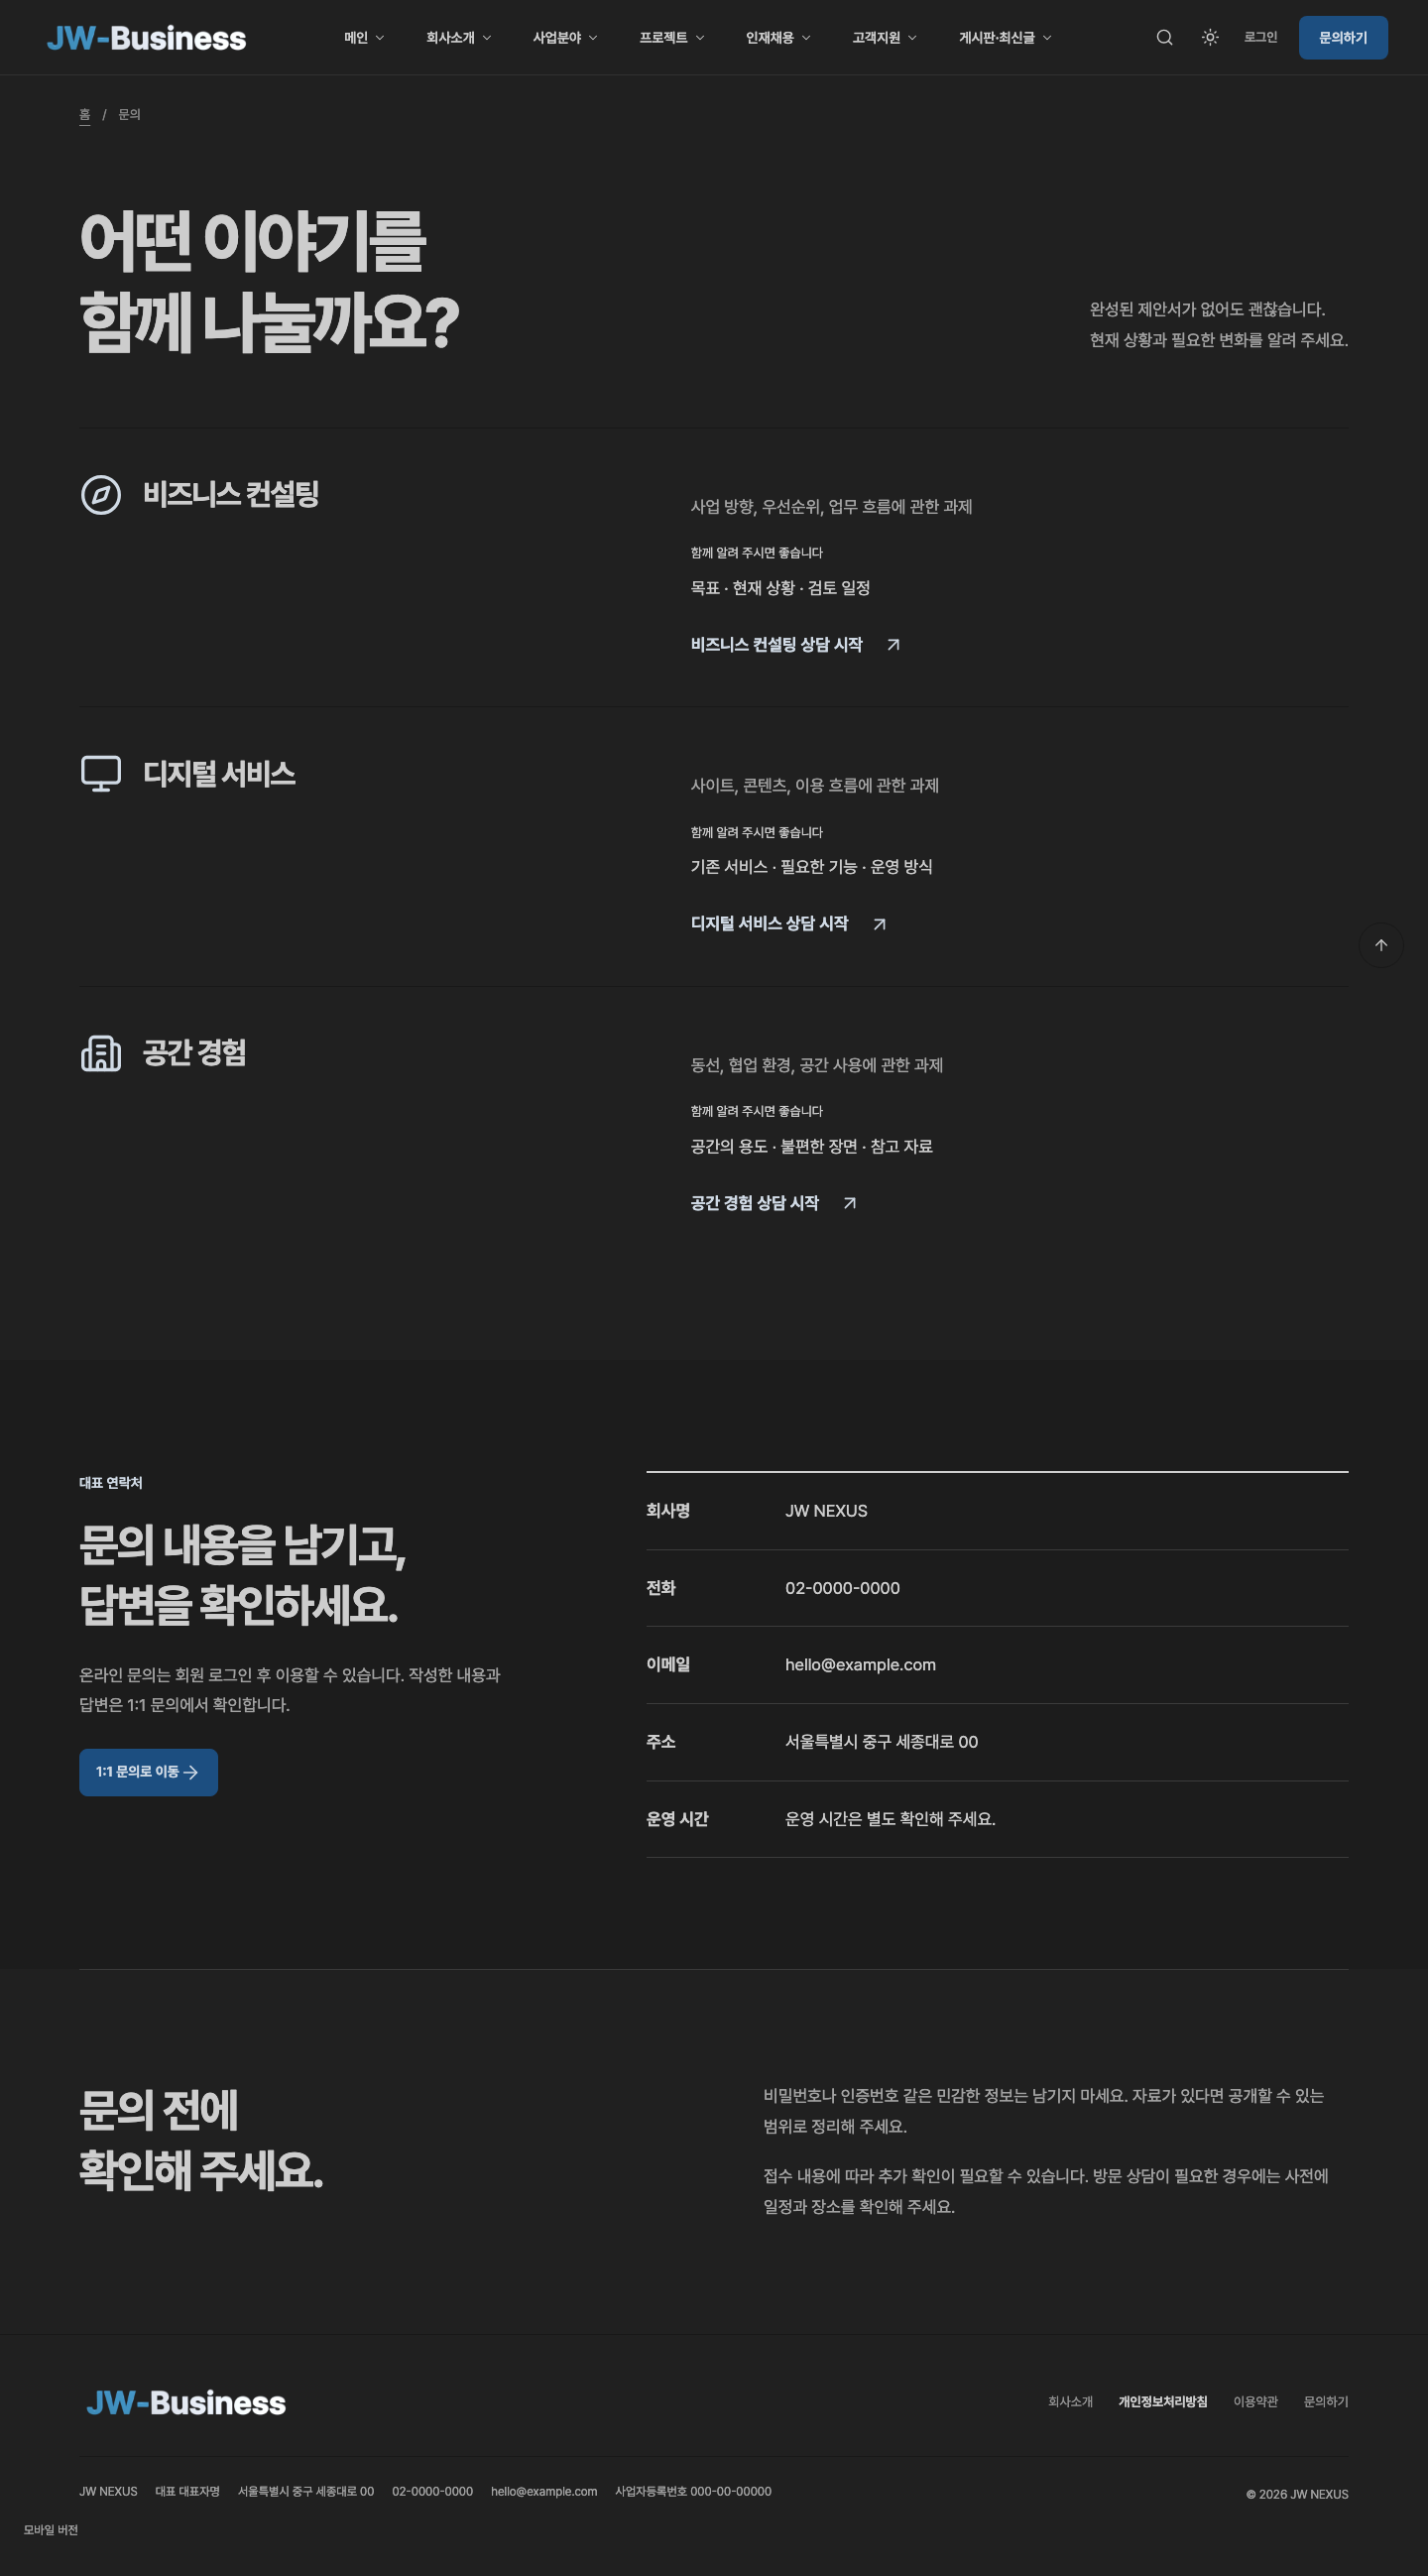 JW-Business
메인
회사소개
사업분야
프로젝트
인재채용
고객지원
게시판·최신글
로그인
문의하기
홈 / 문의
어떤 이야기를
함께 나눌까요?
완성된 제안서가 없어도 괜찮습니다.
현재 상황과 필요한 변화를 알려 주세요.
비즈니스 컨설팅
사업 방향, 우선순위, 업무 흐름에 관한 과제
함께 알려 주시면 좋습니다
목표 · 현재 상황 · 검토 일정
비즈니스 컨설팅 상담 시작
디지털 서비스
사이트, 콘텐츠, 이용 흐름에 관한 과제
함께 알려 주시면 좋습니다
기존 서비스 · 필요한 기능 · 운영 방식
디지털 서비스 상담 시작
공간 경험
동선, 협업 환경, 공간 사용에 관한 과제
함께 알려 주시면 좋습니다
공간의 용도 · 불편한 장면 · 참고 자료
공간 경험 상담 시작
대표 연락처
문의 내용을 남기고,
답변을 확인하세요.
온라인 문의는 회원 로그인 후 이용할 수 있습니다. 작성한 내용과
답변은 1:1 문의에서 확인합니다.
1:1 문의로 이동
회사명 JW NEXUS
전화 02-0000-0000
이메일 hello@example.com
주소 서울특별시 중구 세종대로 00
운영 시간 운영 시간은 별도 확인해 주세요.
문의 전에
확인해 주세요.
비밀번호나 인증번호 같은 민감한 정보는 남기지 마세요. 자료가 있다면 공개할 수 있는
범위로 정리해 주세요.
접수 내용에 따라 추가 확인이 필요할 수 있습니다. 방문 상담이 필요한 경우에는 사전에
일정과 장소를 확인해 주세요.
JW-Business
회사소개 개인정보처리방침 이용약관 문의하기
JW NEXUS 대표 대표자명 서울특별시 중구 세종대로 00 02-0000-0000 hello@example.com 사업자등록번호 000-00-00000
© 2026 JW NEXUS
모바일 버전